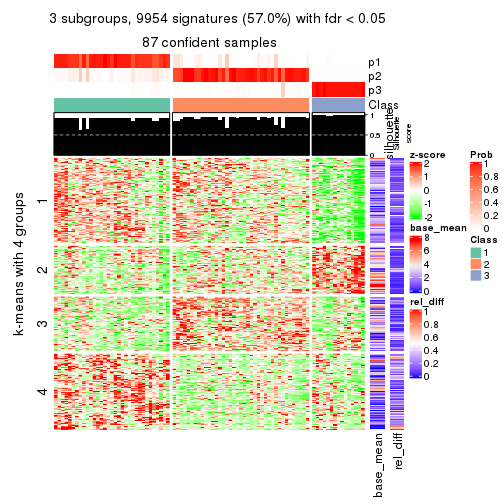 3 subgroups, 9954 signatures (57.0%) with fdr < 0.05
87 confident samples
p1
p2
p3
Class
1
0.5
0
silhouette
Silhouette
score
k-means with 4 groups
1
2
3
4
base_mean
rel_diff
z-score
2
1
0
-1
-2
base_mean
8
6
4
2
0
rel_diff
1
0.8
0.6
0.4
0.2
0
Prob
1
0.8
0.6
0.4
0.2
0
Class
1
2
3